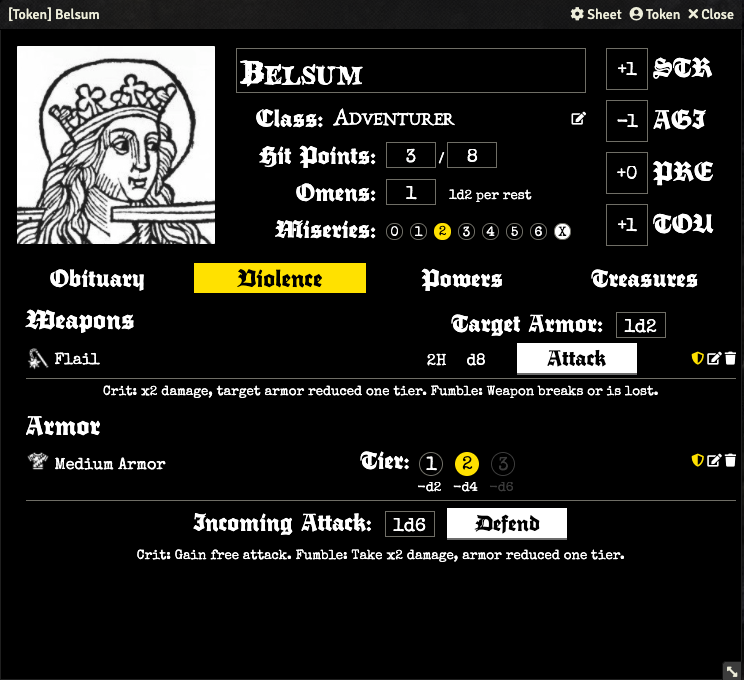 [Token] Belsum Sheet Token Close
Belsum
+1 STR
Class: Adventurer
-1 AGI
Hit Points: 3 / 8
+0 PRE
Omens: 1 1d2 per rest
+1 TOU
Miseries: 0 1 2 3 4 5 6 X
Obituary Violence Powers Treasures
Weapons Target Armor: 1d2
Flail 2H d8 Attack
Crit: x2 damage, target armor reduced one tier. Fumble: Weapon breaks or is lost.
Armor
Medium Armor Tier: 1 2 3
-d2 -d4 -d6
Incoming Attack: 1d6 Defend
Crit: Gain free attack. Fumble: Take x2 damage, armor reduced one tier.